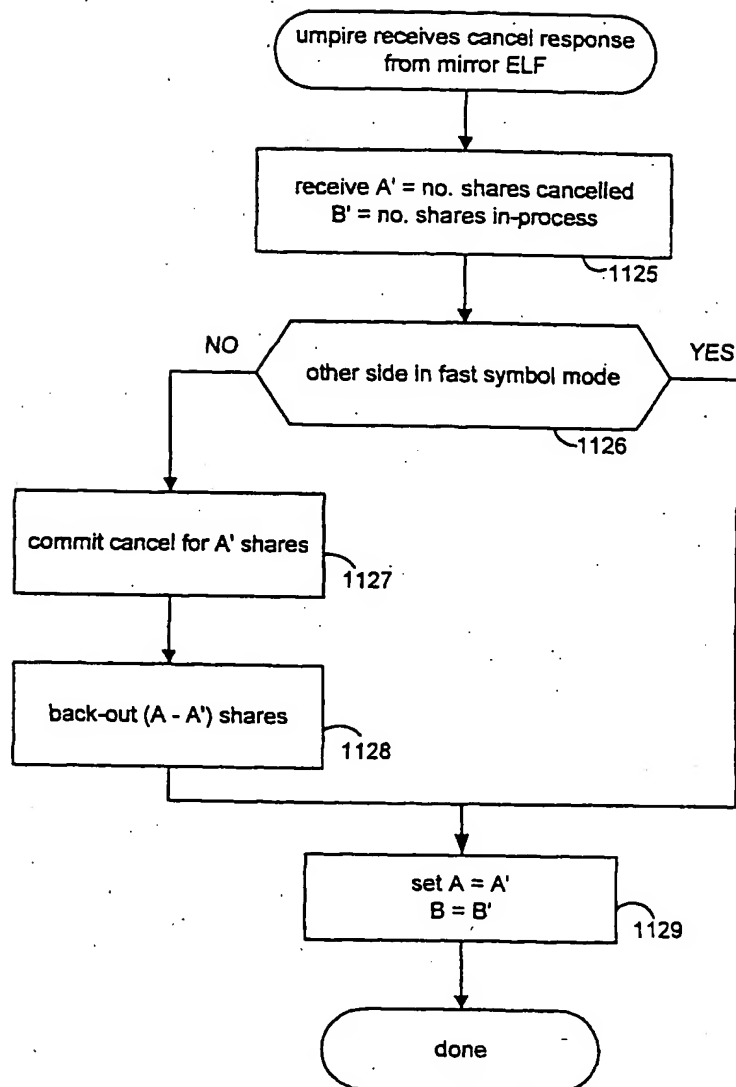 umpire receives cancel response
from mirror ELF
receive A' = no. shares cancelled
B' = no. shares in-process
1125
NO
YES
other side in fast symbol mode
1126
commit cancel for A' shares
1127
back-out (A - A') shares
1128
set A = A'
B = B'
1129
done